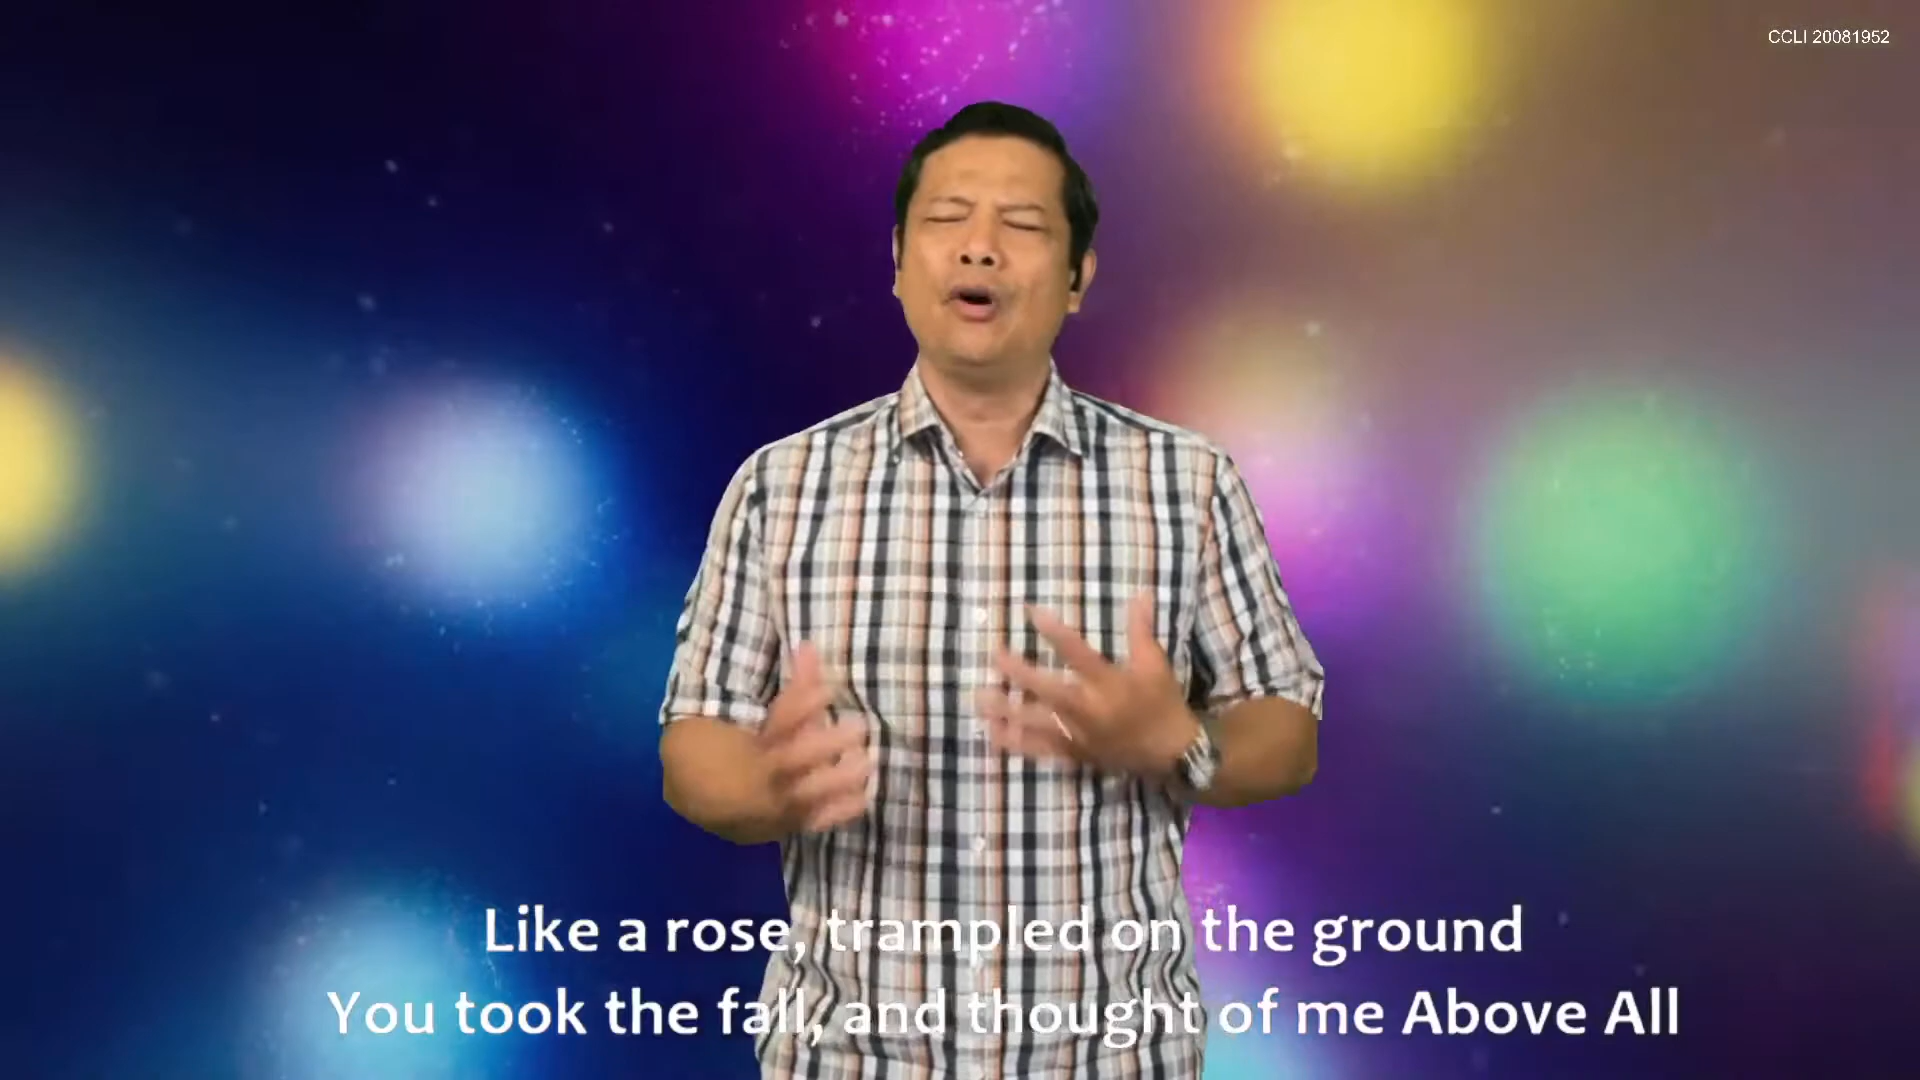 CCLI 20081952
Like a rose, trampled on the ground
You took the fall, and thought of me Above All